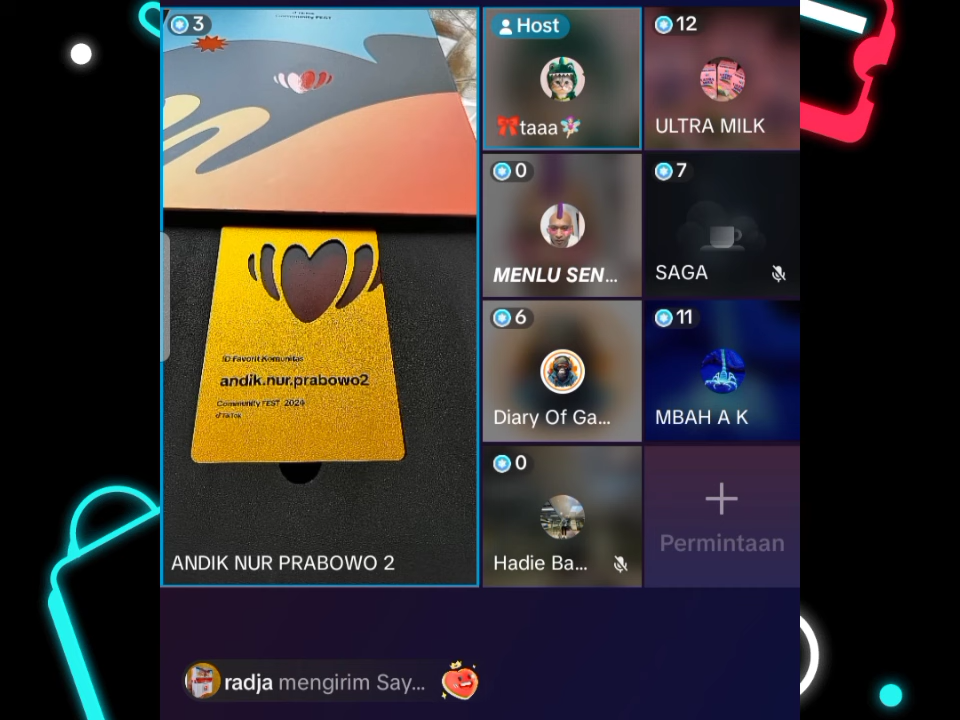 3
Community FEST
ID Favorit Komunitas
andik.nur.prabowo2
Community FEST 2024
TikTok
ANDIK NUR PRABOWO 2
Host
🎀taaa🧚
12
ULTRA MILK
0
MENLU SEN...
7
SAGA
6
Diary Of Ga...
11
MBAH A K
0
Hadie Ba...
Permintaan
radja mengirim Say...